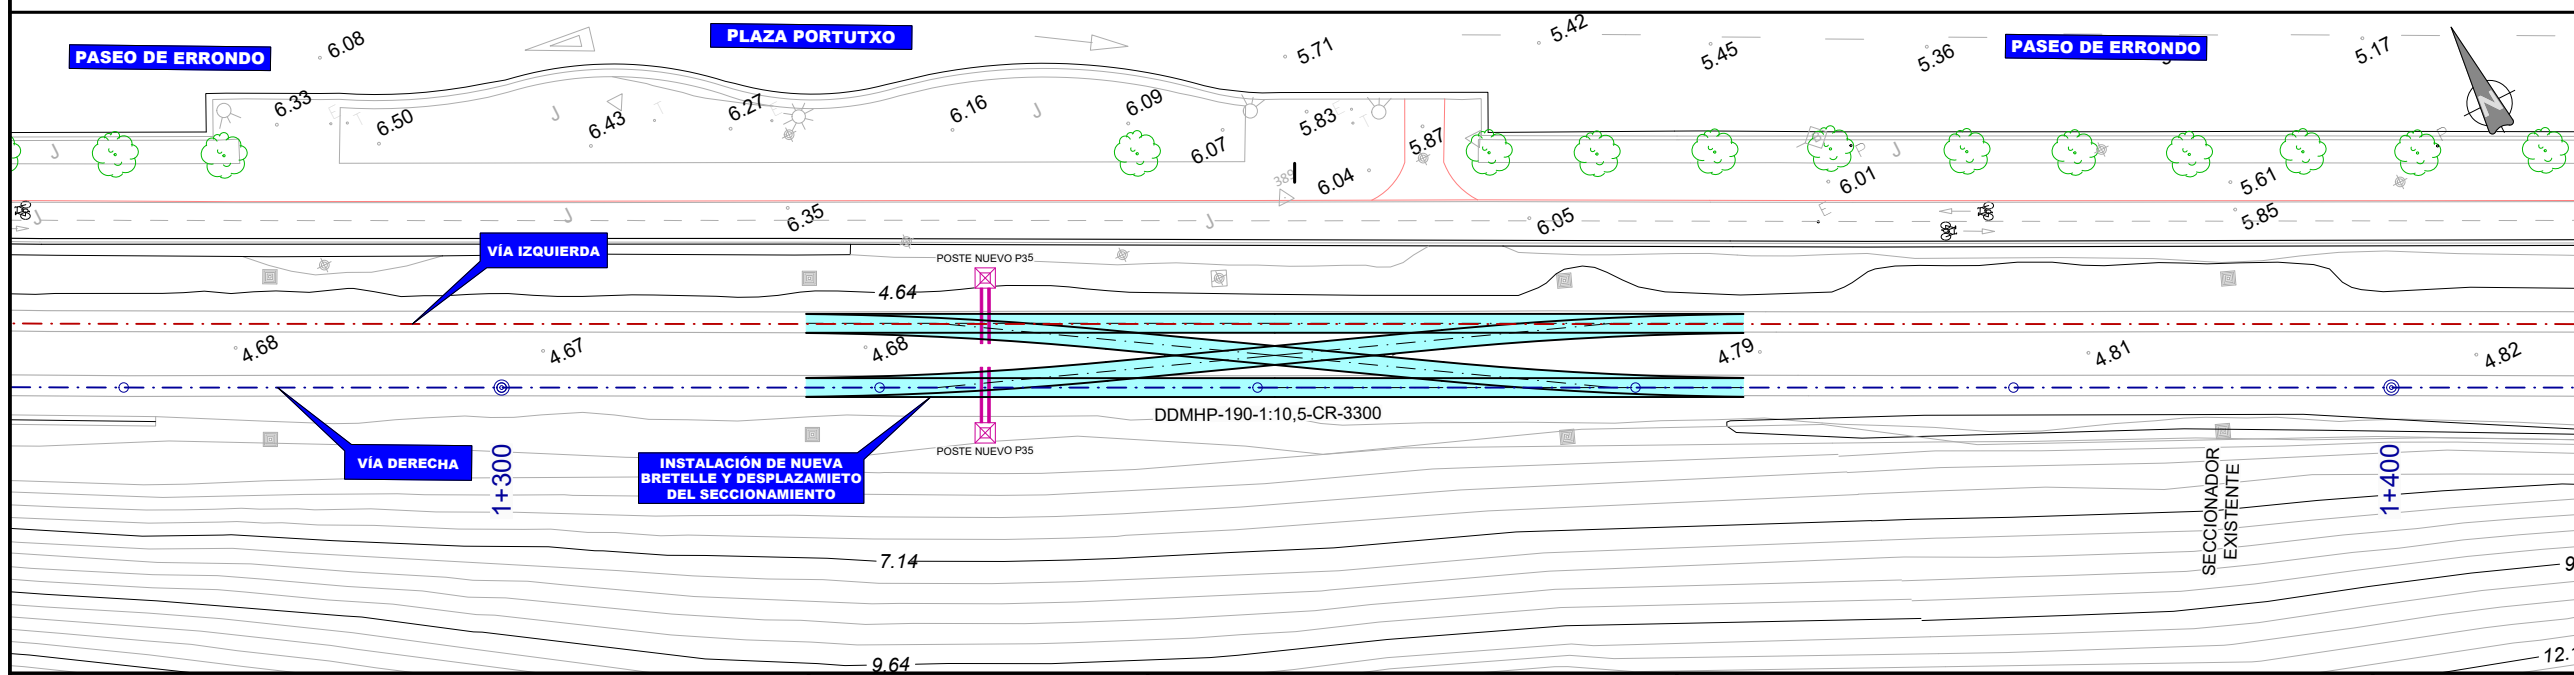 PASEO DE ERRONDO
PLAZA PORTUTXO
PASEO DE ERRONDO
6.08
5.71
5.42
5.45
5.36
5.17
6.33
6.50
6.43
6.27
6.16
6.09
6.07
5.83
5.87
6.04
389
6.01
5.61
5.85
6.35
6.05
N
J
J
J
J
J
J
J
E
T
T
E
E
T
E
P
P
VÍA IZQUIERDA
POSTE NUEVO P35
4.64
4.68
4.67
4.68
4.79
4.81
4.82
DDMHP-190-1:10,5-CR-3300
POSTE NUEVO P35
VÍA DERECHA
1+300
INSTALACIÓN DE NUEVA
BRETELLE Y DESPLAZAMIETO
DEL SECCIONAMIENTO
SECCIONADOR
EXISTENTE
1+400
7.14
9.64
9
12.